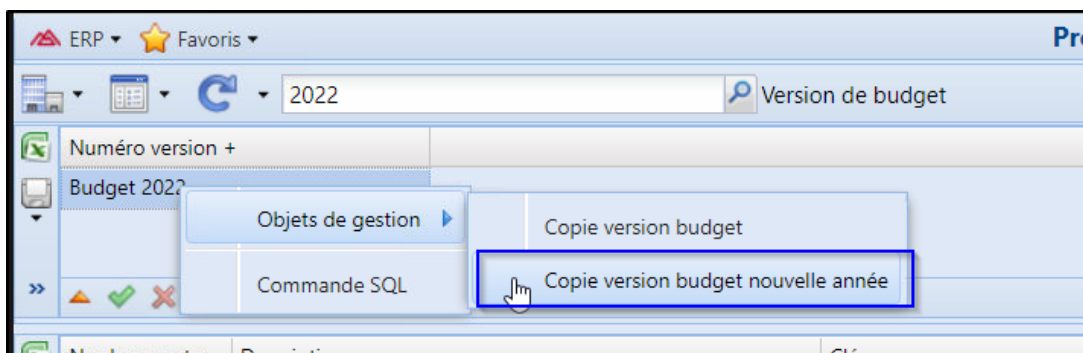 ERP Favoris Pr
2022 Version de budget
Numéro version +
Budget 2022
Objets de gestion Copie version budget
Commande SQL Copie version budget nouvelle année